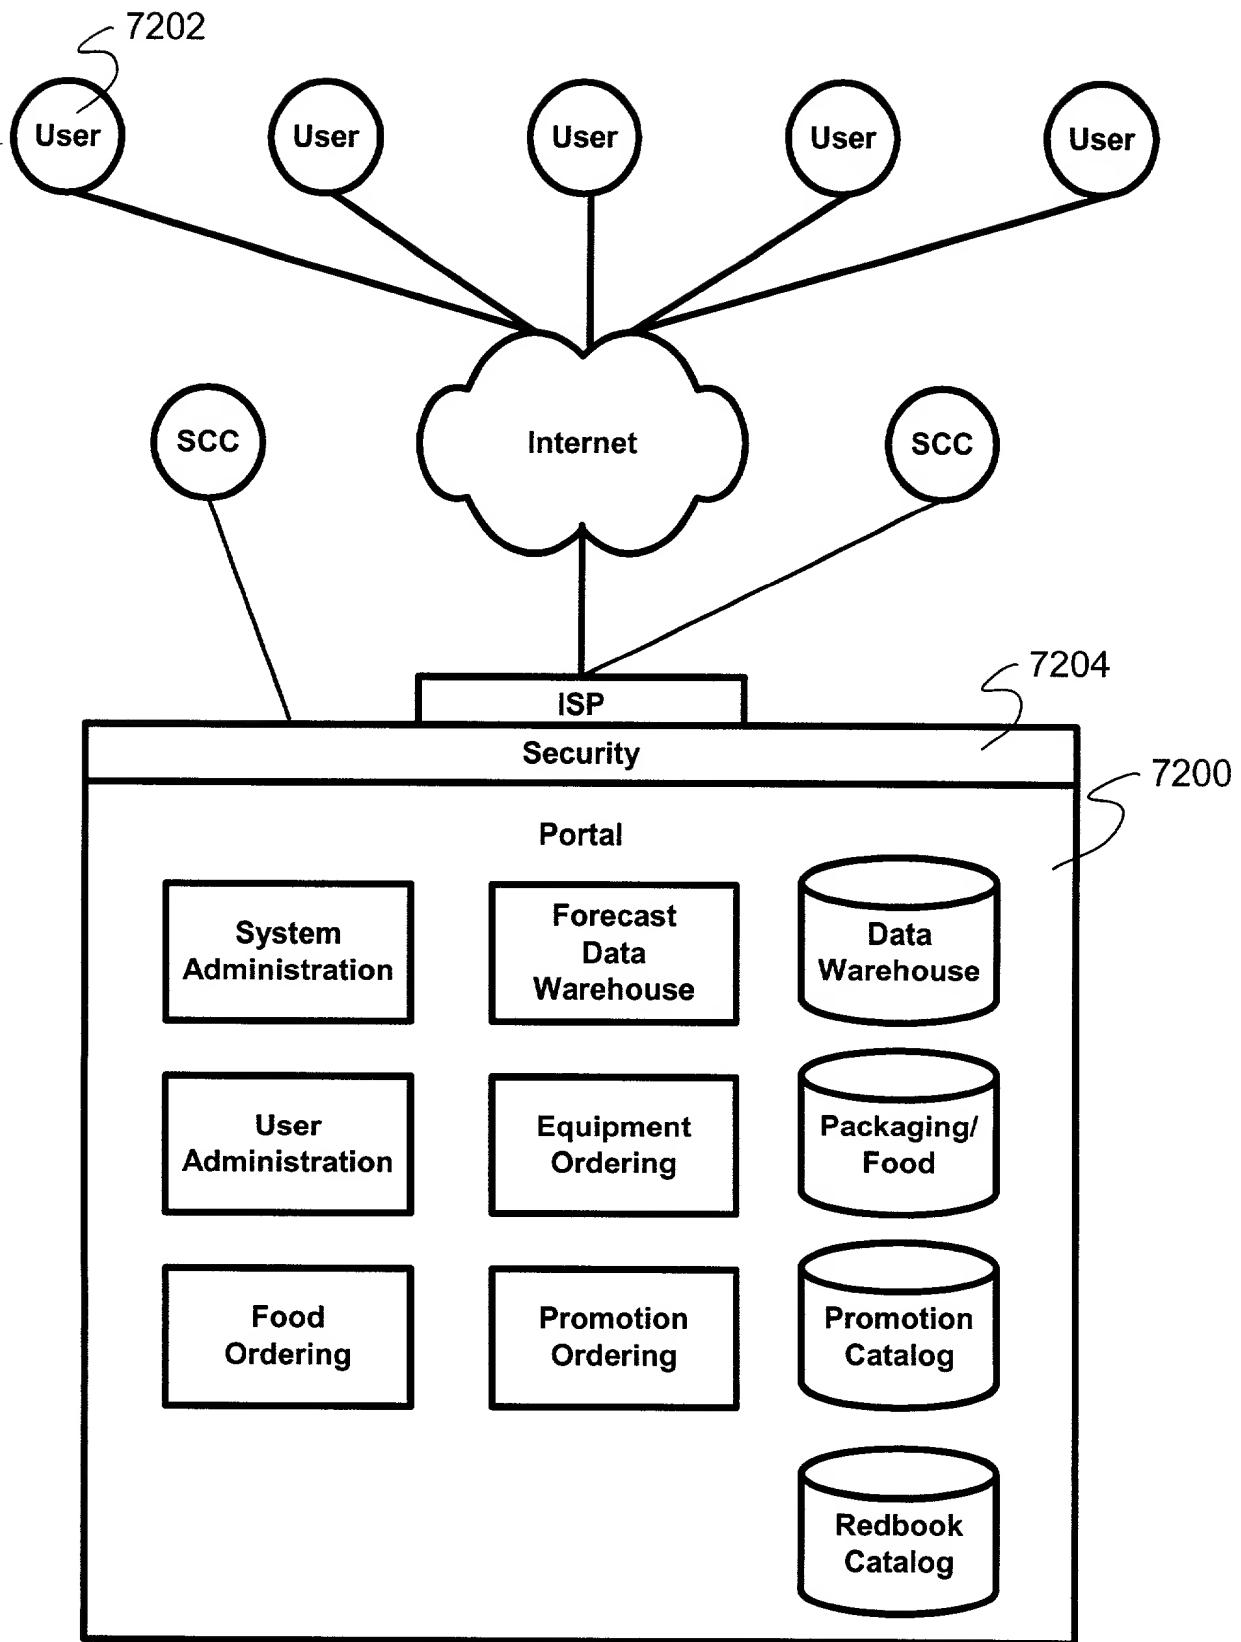 7202
User
User
User
User
User
SCC
Internet
SCC
ISP
7204
Security
7200
Portal
System
Administration
Forecast
Data
Warehouse
Data
Warehouse
User
Administration
Equipment
Ordering
Packaging/
Food
Food
Ordering
Promotion
Ordering
Promotion
Catalog
Redbook
Catalog